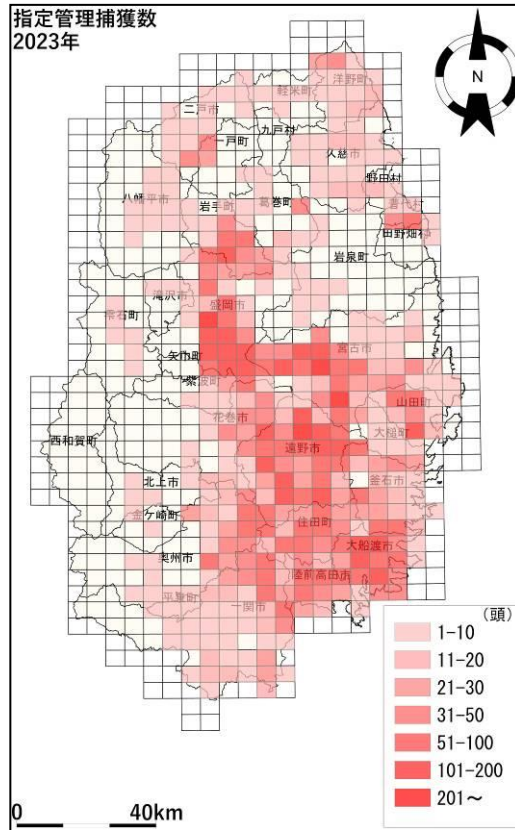 指定管理捕獲数
2023年
N
洋野町
軽米町
二戸市
九戸村
一戸町
久慈市
野田村
八幡平市
葛巻町
岩手町
普代村
田野畑村
岩泉町
滝沢市
盛岡市
雫石町
宮古市
矢巾町
紫波町
山田町
花巻市
大槌町
西和賀町
遠野市
北上市
釜石市
金ケ崎町
住田町
大船渡市
奥州市
陸前高田市
平泉町
一関市
(頭)
1-10
11-20
21-30
31-50
51-100
101-200
201～
0 40km